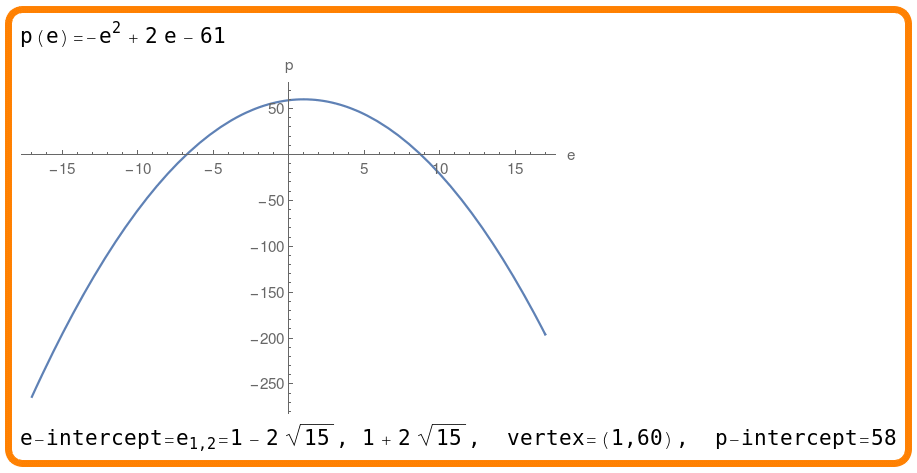 p(e)=-e² + 2 e - 61
p
50
-15 -10 -5 5 10 15 e
-50
-100
-150
-200
-250
e-intercept=e₁,₂=1 - 2 √15, 1 + 2 √15, vertex=(1,60), p-intercept=58